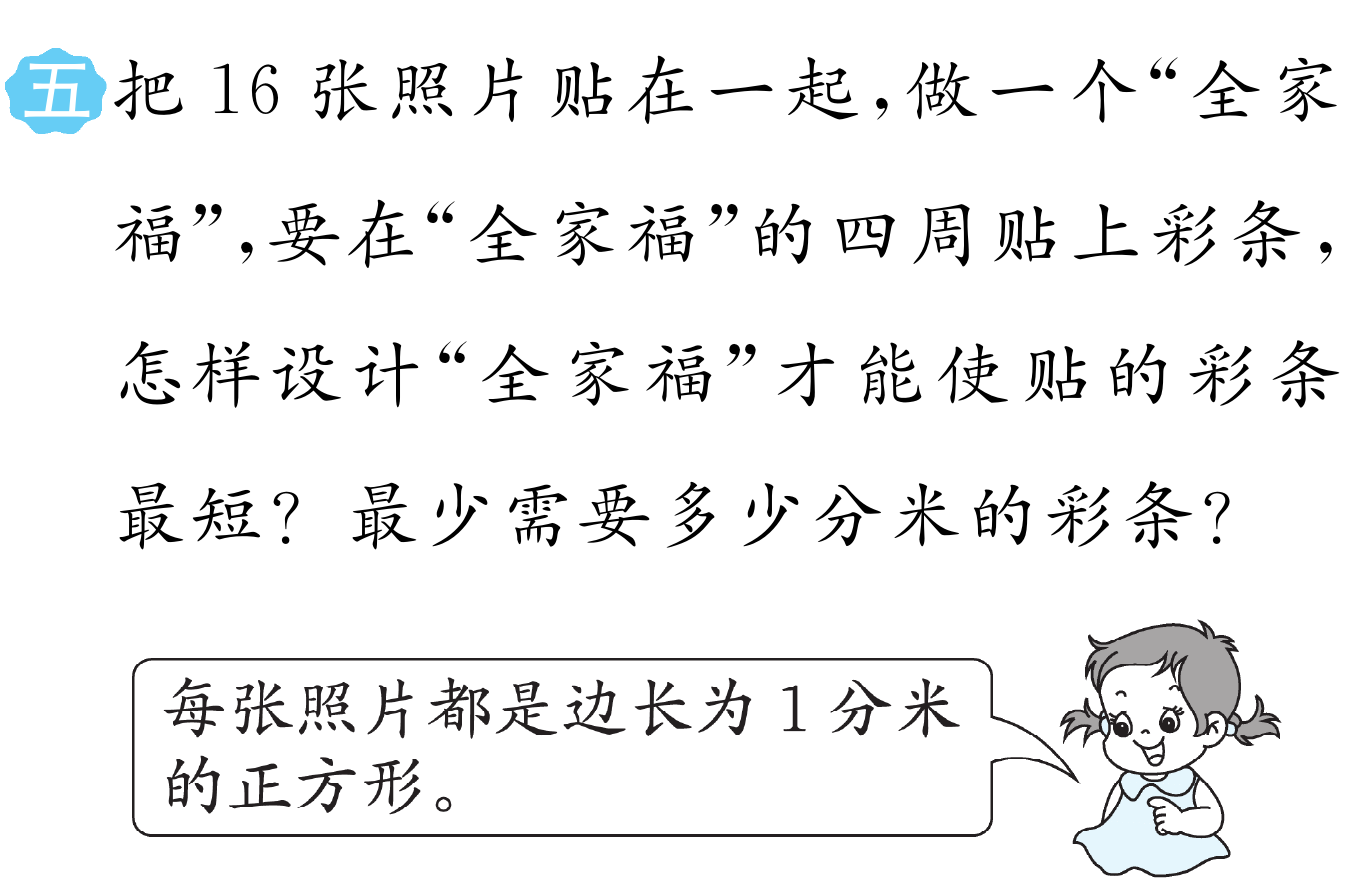 五 把 16 张照片贴在一起,做一个“全家
福”,要在“全家福”的四周贴上彩条,
怎样设计“全家福”才能使贴的彩条
最短? 最少需要多少分米的彩条?
每张照片都是边长为 1 分米
的正方形。